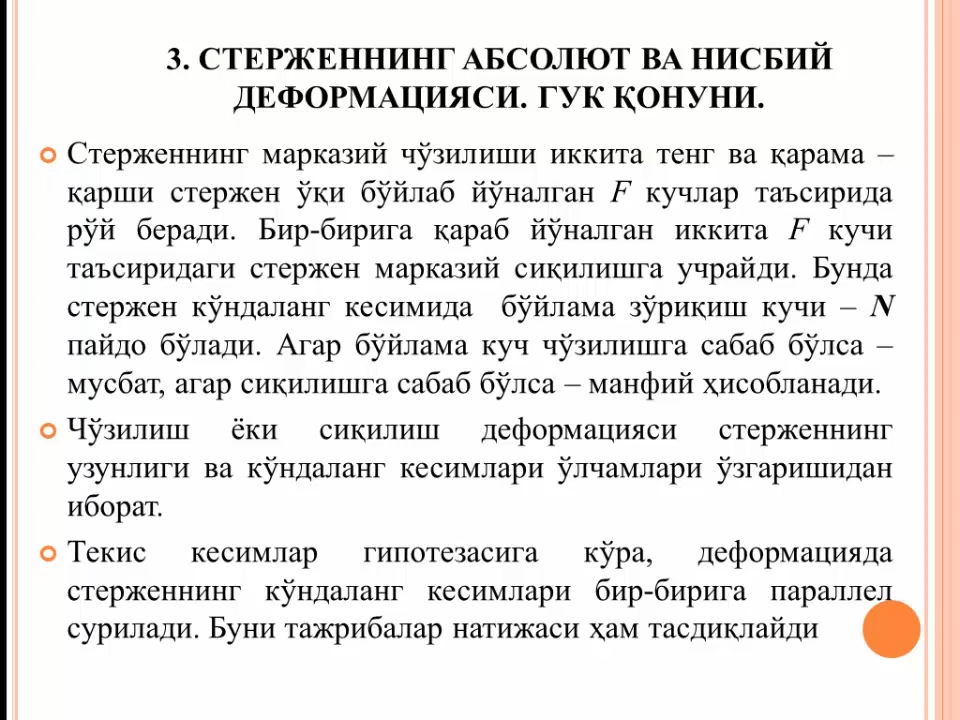 3. СТЕРЖЕННИНГ АБСОЛЮТ ВА НИСБИЙ
ДЕФОРМАЦИЯСИ. ГУК ҚОНУНИ.
Стерженнинг марказий чўзилиши иккита тенг ва қарама –
қарши стержен ўқи бўйлаб йўналган F кучлар таъсирида
рўй беради. Бир-бирига қараб йўналган иккита F кучи
таъсиридаги стержен марказий сиқилишга учрайди. Бунда
стержен кўндаланг кесимида бўйлама зўриқиш кучи – N
пайдо бўлади. Агар бўйлама куч чўзилишга сабаб бўлса –
мусбат, агар сиқилишга сабаб бўлса – манфий ҳисобланади.
Чўзилиш ёки сиқилиш деформацияси стерженнинг
узунлиги ва кўндаланг кесимлари ўлчамлари ўзгаришидан
иборат.
Текис кесимлар гипотезасига кўра, деформацияда
стерженнинг кўндаланг кесимлари бир-бирига параллел
сурилади. Буни тажрибалар натижаси ҳам тасдиқлайди